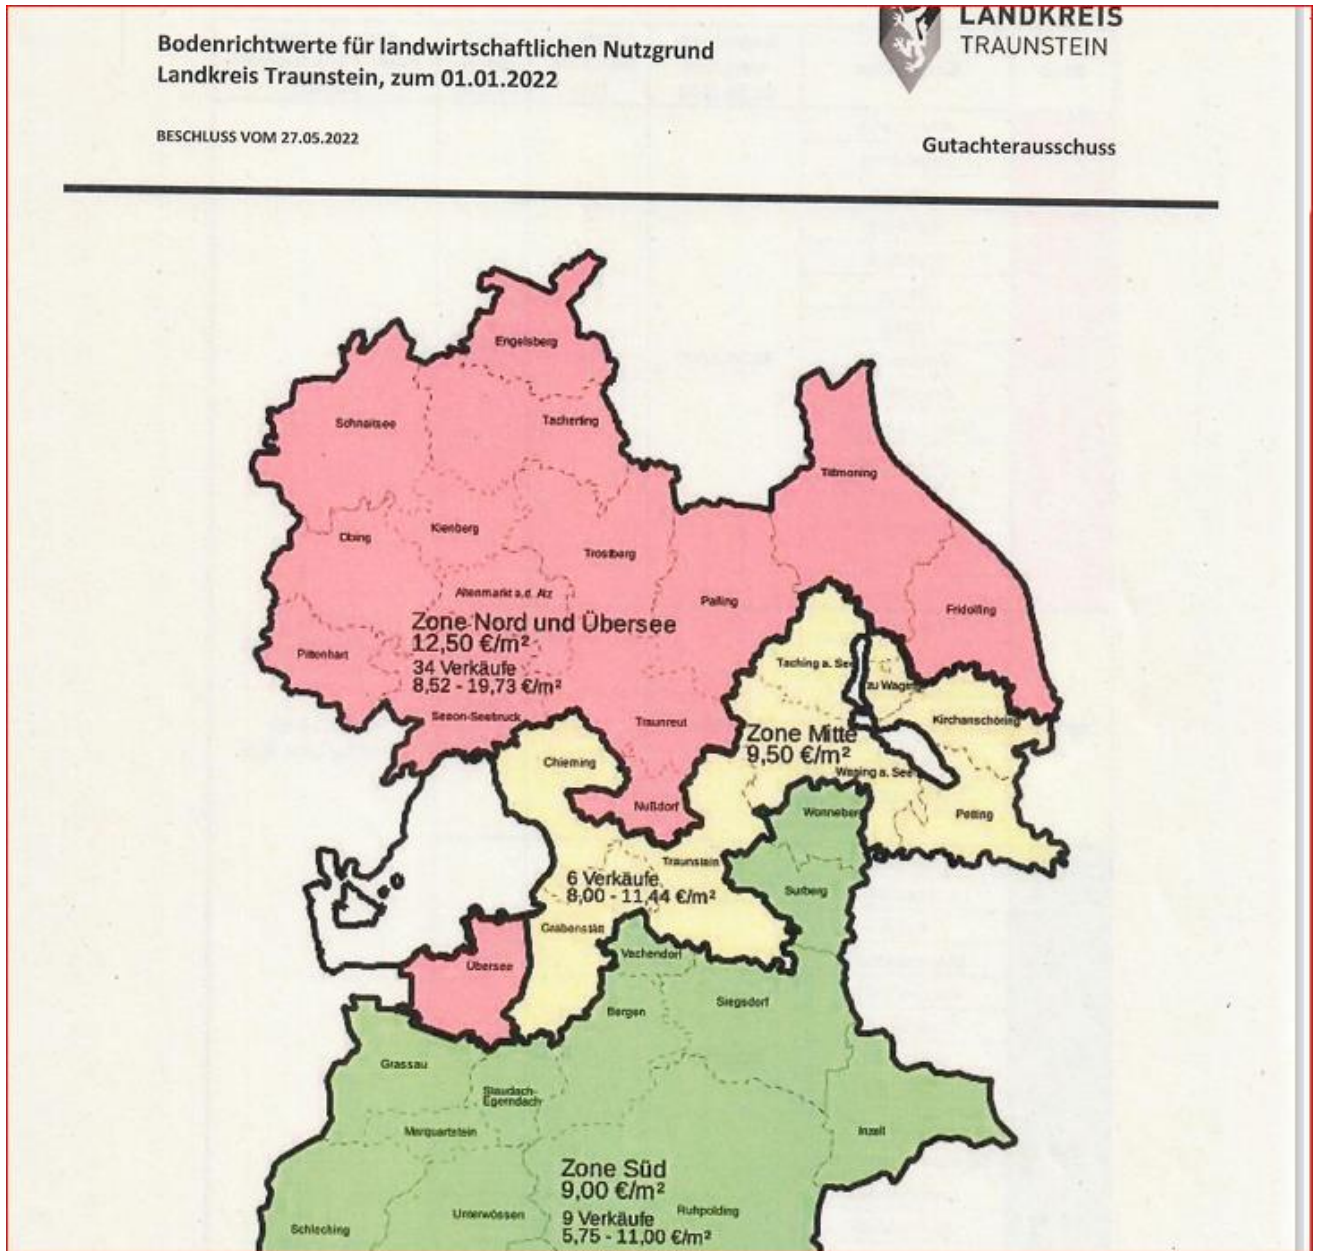 LANDKREIS
TRAUNSTEIN
Bodenrichtwerte für landwirtschaftlichen Nutzgrund
Landkreis Traunstein, zum 01.01.2022
BESCHLUSS VOM 27.05.2022
Gutachterausschuss
Engelsberg
Schnaitsee
Tacherting
Tittmoning
Obing
Kienberg
Trostberg
Altenmarkt a.d. Alz
Palling
Fridolfing
Zone Nord und Übersee
12,50 €/m²
34 Verkäufe
8,52 - 19,73 €/m²
Pittenhart
Taching a. See
zu Waging
Seeon-Seebruck
Traunreut
Kirchanschöring
Zone Mitte
9,50 €/m²
Chieming
Waging a. See
Nußdorf
Wonneberg
Petting
Traunstein
6 Verkäufe
8,00 - 11,44 €/m²
Surberg
Grabenstätt
Vachendorf
Übersee
Siegsdorf
Bergen
Grassau
Staudach-
Egerndach
Marquartstein
Inzell
Zone Süd
9,00 €/m²
9 Verkäufe
5,75 - 11,00 €/m²
Unterwössen
Ruhpolding
Schleching